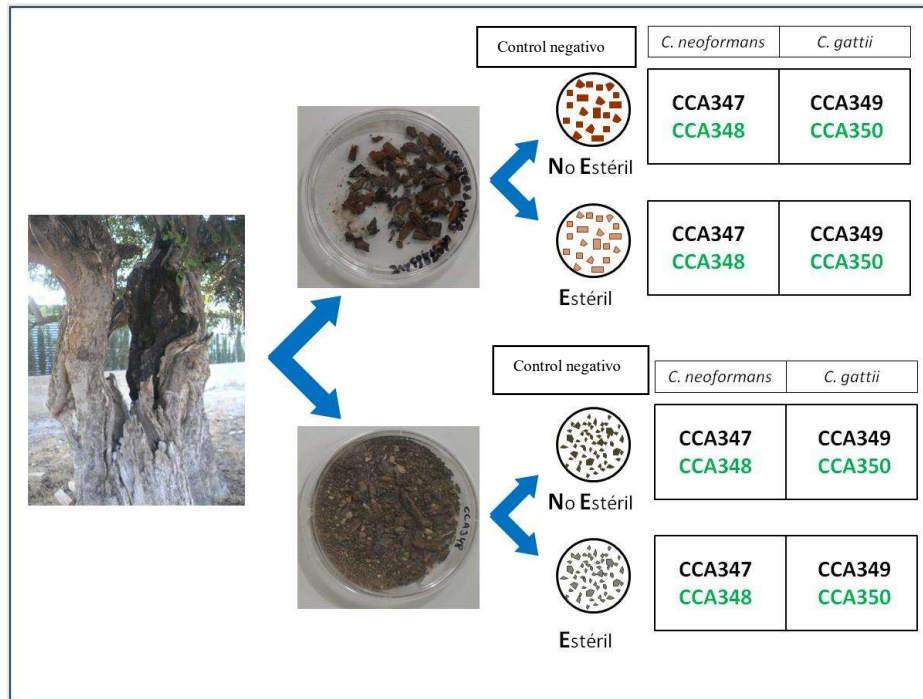 Control negativo
C. neoformans
C. gattii
CCA347
CCA349
CCA348
CCA350
No Estéril
CCA347
CCA349
CCA348
CCA350
Estéril
Control negativo
C. neoformans
C. gattii
CCA347
CCA349
CCA348
CCA350
No Estéril
CCA347
CCA349
CCA348
CCA350
Estéril